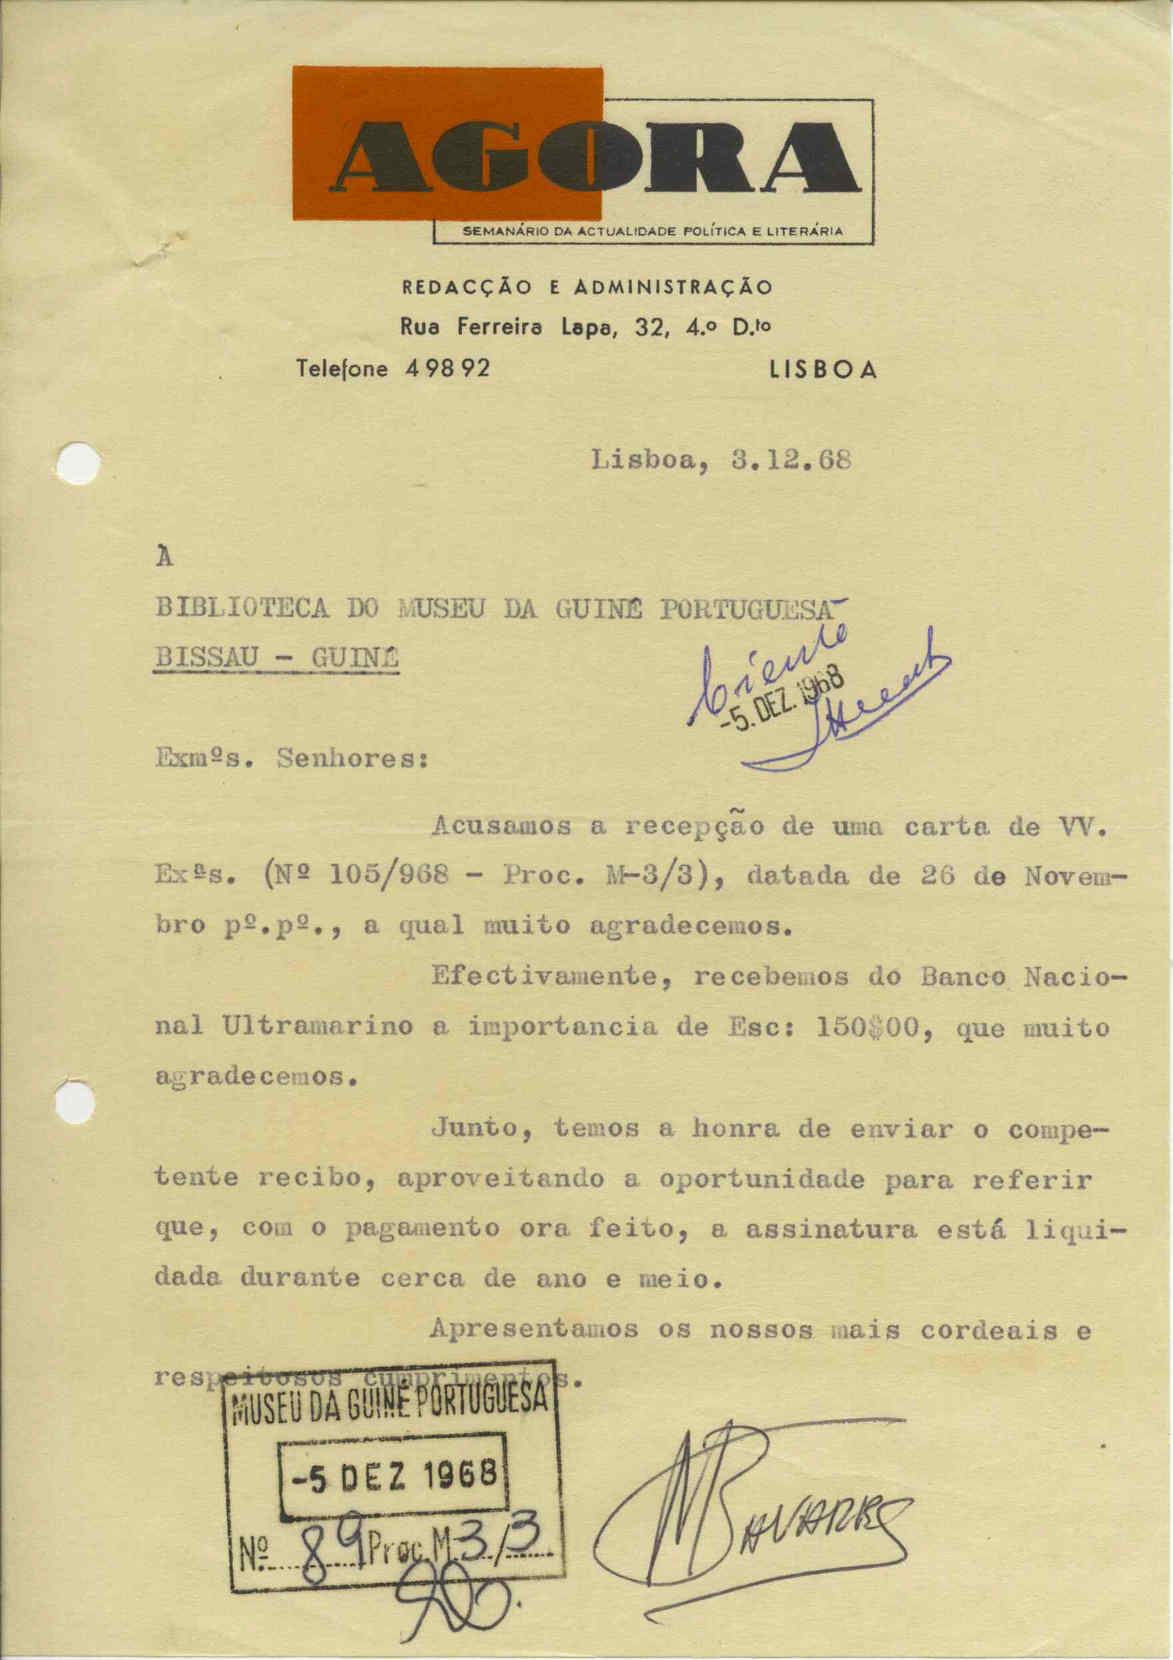 AGORA
SEMANÁRIO DA ACTUALIDADE POLÍTICA E LITERÁRIA
REDACÇÃO E ADMINISTRAÇÃO
Rua Ferreira Lapa, 32, 4.º D.to
Telefone 4 98 92 LISBOA
Lisboa, 3.12.68
À
BIBLIOTECA DO MUSEU DA GUINÉ PORTUGUESA
BISSAU - GUINÉ
Ciente
-5. DEZ. 1968
Exmºs. Senhores:
Acusamos a recepção de uma carta de VV.
Exªs. (Nº 105/968 - Proc. M-3/3), datada de 26 de Novem-
bro pº.pº., a qual muito agradecemos.
Efectivamente, recebemos do Banco Nacio-
nal Ultramarino a importancia de Esc: 150$00, que muito
agradecemos.
Junto, temos a honra de enviar o compe-
tente recibo, aproveitando a oportunidade para referir
que, com o pagamento ora feito, a assinatura está liqui-
dada durante cerca de ano e meio.
Apresentamos os nossos mais cordeais e
respeitosos cumprimentos.
MUSEU DA GUINÉ PORTUGUESA
-5 DEZ 1968
Nº 89 Proc. M 3/3